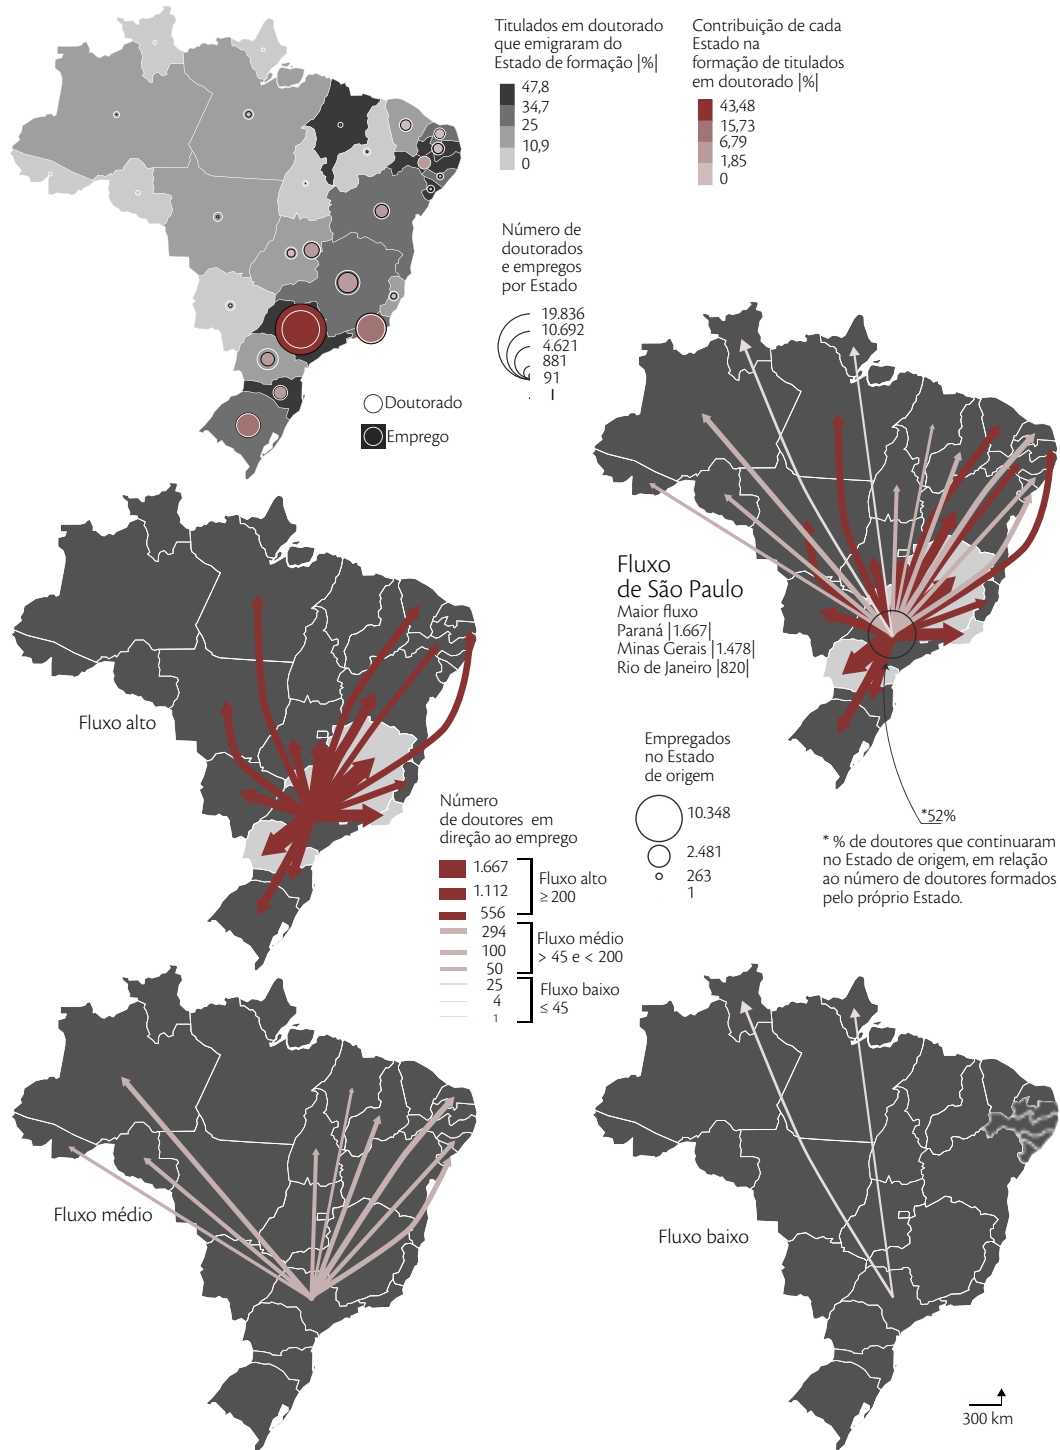 Titulados em doutorado
que emigraram do
Estado de formação |%|
47,8
34,7
25
10,9
0
Contribuição de cada
Estado na
formação de titulados
em doutorado |%|
43,48
15,73
6,79
1,85
0
Número de
doutorados
e empregos
por Estado
19.836
10.692
4.621
881
91
1
Doutorado
Emprego
Fluxo
de São Paulo
Maior fluxo
Paraná |1.667|
Minas Gerais |1.478|
Rio de Janeiro |820|
Fluxo alto
Empregados
no Estado
de origem
10.348
2.481
263
1
*52%
* % de doutores que continuaram
no Estado de origem, em relação
ao número de doutores formados
pelo próprio Estado.
Número
de doutores em
direção ao emprego
1.667
1.112
556
294
100
50
25
4
1
Fluxo alto
≥ 200
Fluxo médio
> 45 e < 200
Fluxo baixo
≤ 45
Fluxo médio
Fluxo baixo
300 km